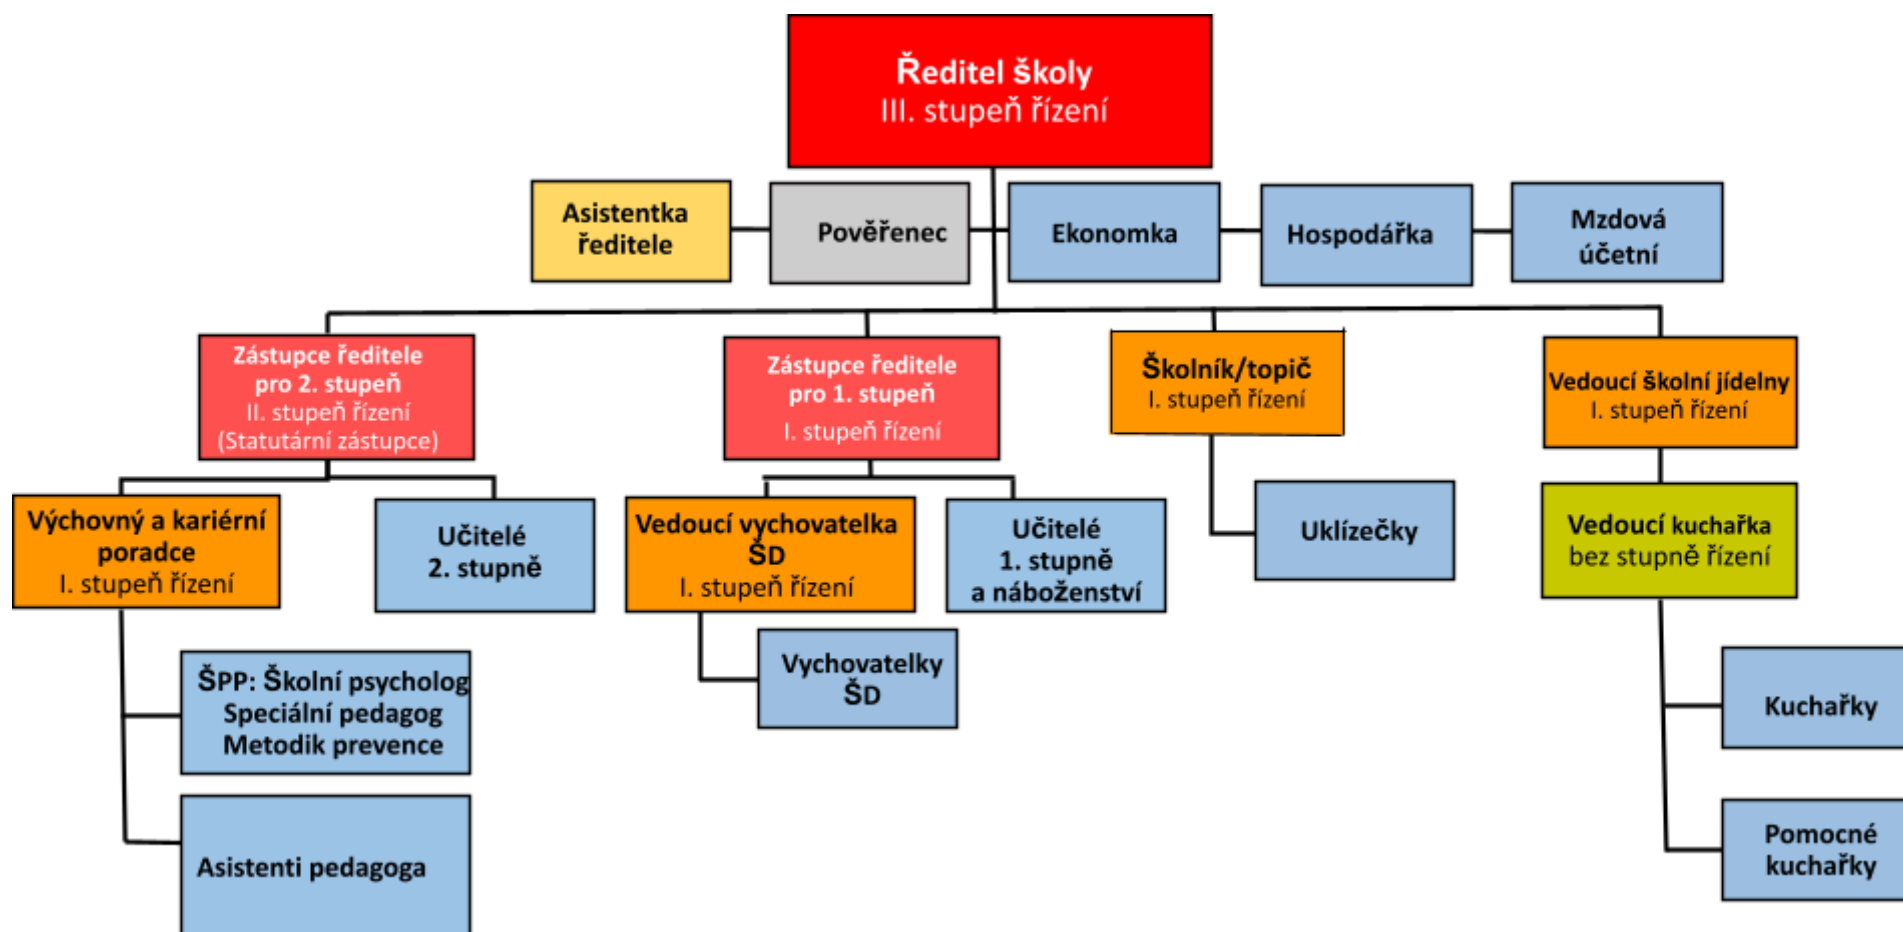 Ředitel školy
III. stupeň řízení
Asistentka
ředitele
Pověřenec
Ekonomka
Hospodářka
Mzdová
účetní
Zástupce ředitele
pro 2. stupeň
II. stupeň řízení
(Statutární zástupce)
Zástupce ředitele
pro 1. stupeň
I. stupeň řízení
Školník/topič
I. stupeň řízení
Vedoucí školní jídelny
I. stupeň řízení
Výchovný a kariérní
poradce
I. stupeň řízení
Učitelé
2. stupně
Vedoucí vychovatelka
ŠD
I. stupeň řízení
Učitelé
1. stupně
a náboženství
Uklízečky
Vedoucí kuchařka
bez stupně řízení
ŠPP: Školní psycholog
Speciální pedagog
Metodik prevence
Vychovatelky
ŠD
Kuchařky
Asistenti pedagoga
Pomocné
kuchařky